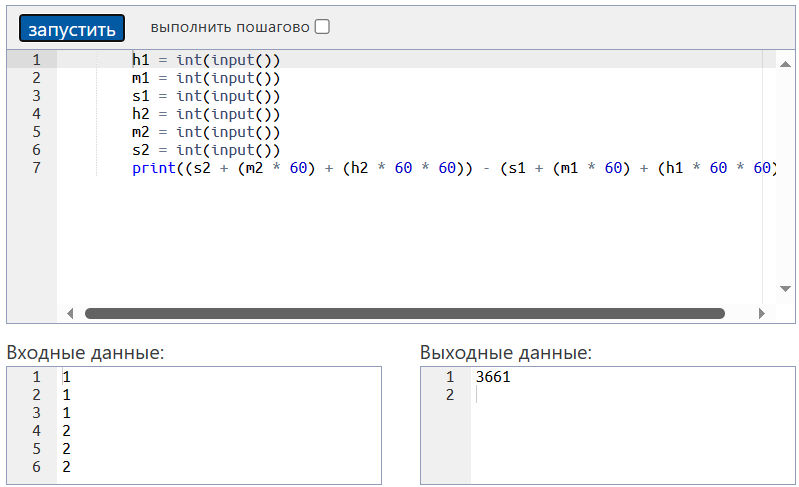 запустить выполнить пошагово
1 h1 = int(input())
2 m1 = int(input())
3 s1 = int(input())
4 h2 = int(input())
5 m2 = int(input())
6 s2 = int(input())
7 print((s2 + (m2 * 60) + (h2 * 60 * 60)) - (s1 + (m1 * 60) + (h1 * 60 * 60)
Входные данные:
1 1
2 1
3 1
4 2
5 2
6 2
Выходные данные:
1 3661
2